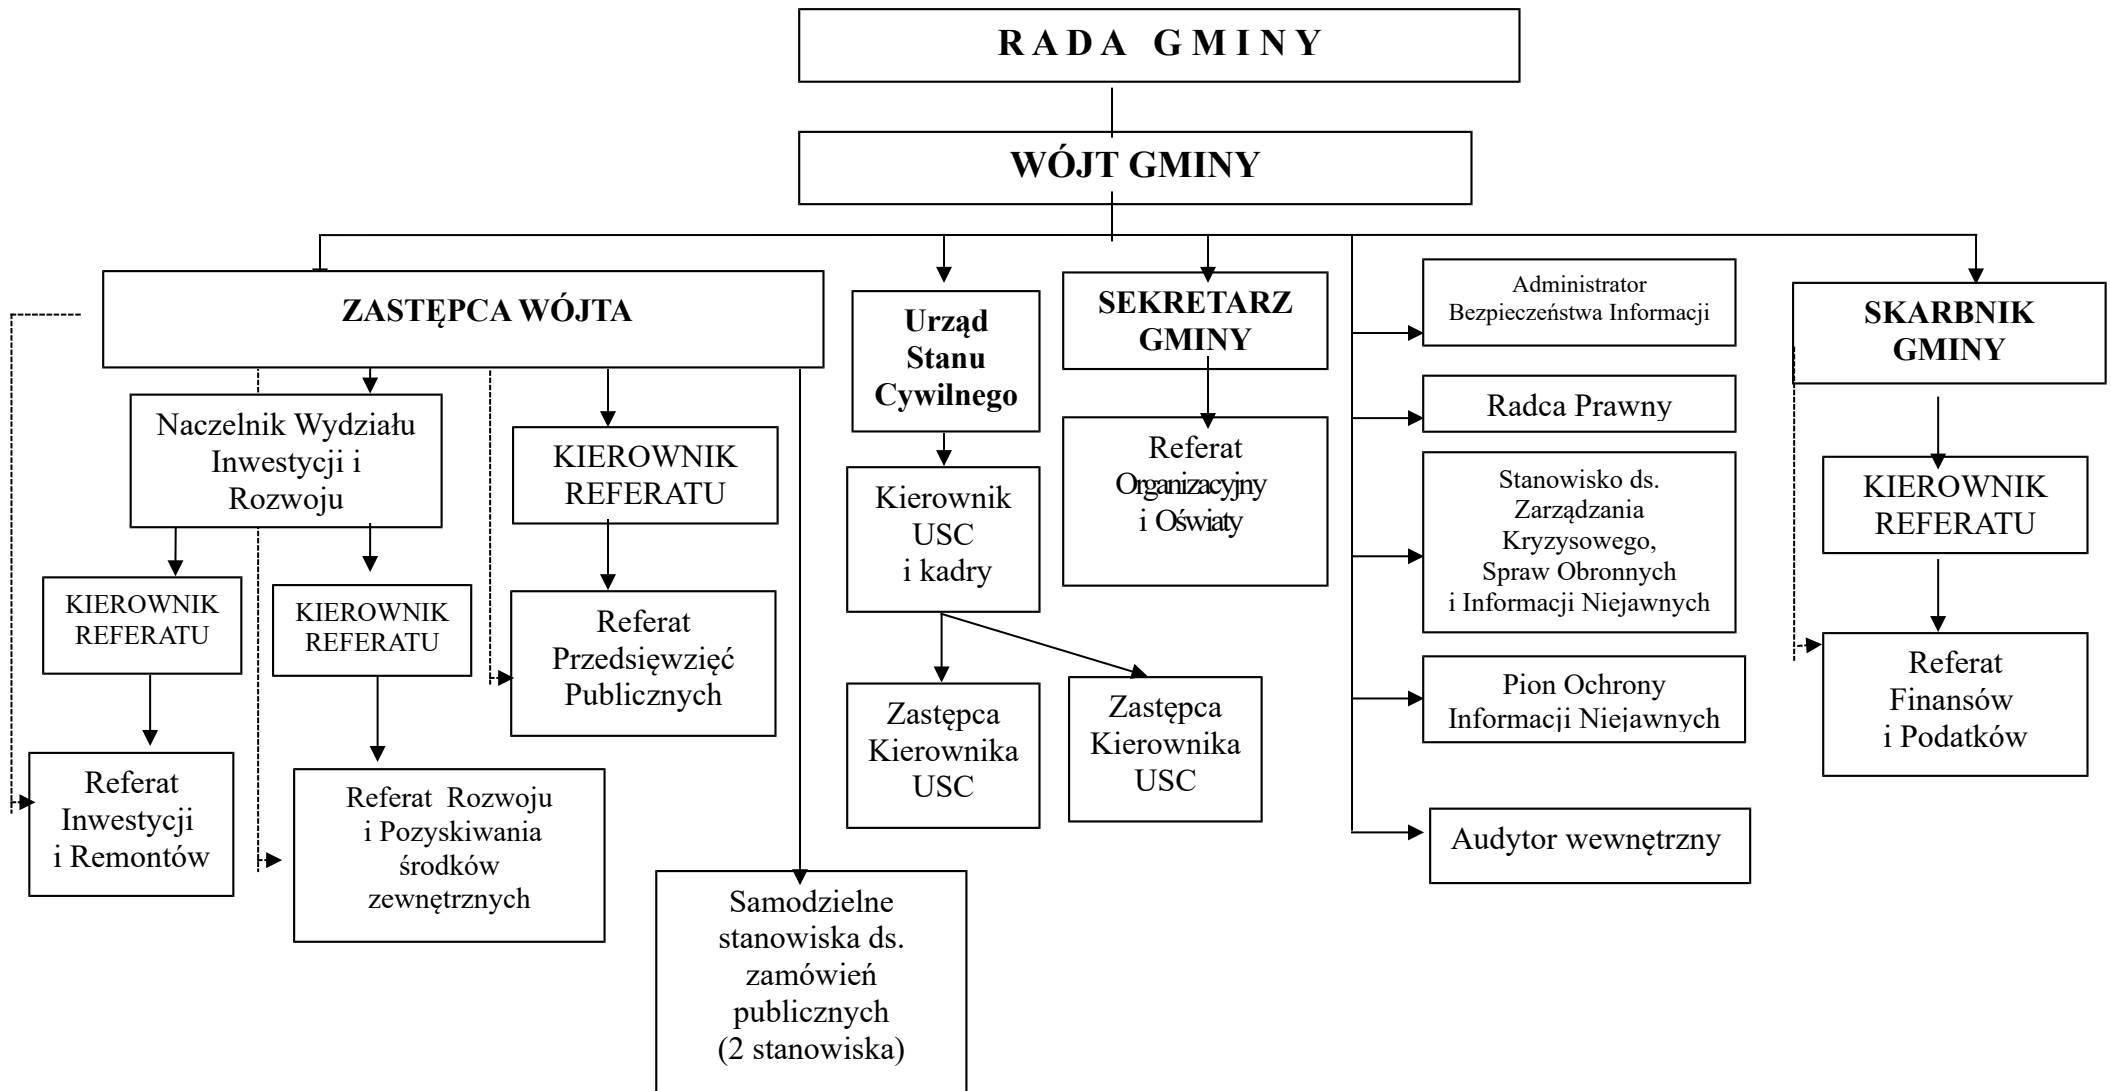 RADA GMINY
WÓJT GMINY
ZASTĘPCA WÓJTA
Urząd
Stanu
Cywilnego
SEKRETARZ
GMINY
Administrator
Bezpieczeństwa Informacji
SKARBNIK
GMINY
Naczelnik Wydziału
Inwestycji i
Rozwoju
KIEROWNIK
REFERATU
Kierownik
USC
i kadry
Referat
Organizacyjny
i Oświaty
Radca Prawny
Stanowisko ds.
Zarządzania
Kryzysowego,
Spraw Obronnych
i Informacji Niejawnych
KIEROWNIK
REFERATU
KIEROWNIK
REFERATU
KIEROWNIK
REFERATU
Referat
Przedsięwzięć
Publicznych
Zastępca
Kierownika
USC
Zastępca
Kierownika
USC
Pion Ochrony
Informacji Niejawnych
Referat
Finansów
i Podatków
Referat
Inwestycji
i Remontów
Referat Rozwoju
i Pozyskiwania
środków
zewnętrznych
Audytor wewnętrzny
Samodzielne
stanowiska ds.
zamówień
publicznych
(2 stanowiska)